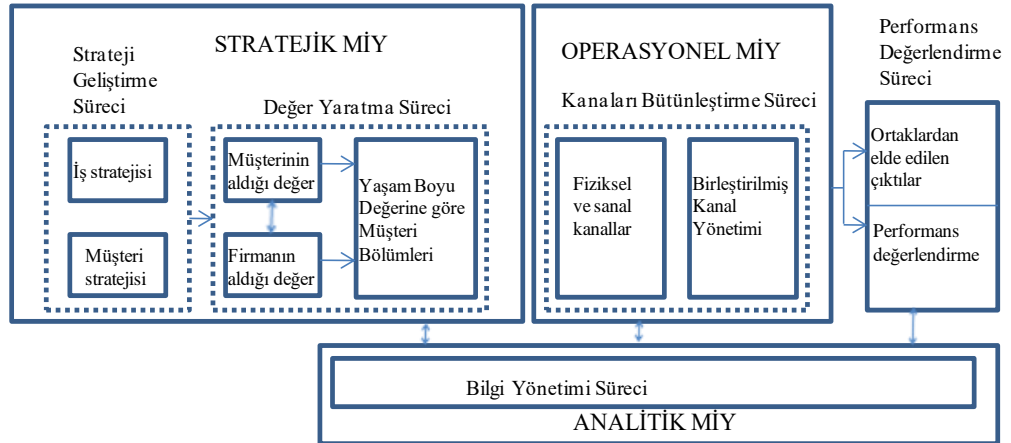 STRATEJİK MİY
Strateji
Geliştirme
Süreci
İş stratejisi
Müşteri
stratejisi
Değer Yaratma Süreci
Müşterinin
aldığı değer
Firmanın
aldığı değer
Yaşam Boyu
Değerine göre
Müşteri
Bölümleri
OPERASYONEL MİY
Kanaları Bütünleştirme Süreci
Fiziksel
ve sanal
kanallar
Birleştirilmiş
Kanal
Yönetimi
Performans
Değerlendirme
Süreci
Ortaklardan
elde edilen
çıktılar
Performans
değerlendirme
Bilgi Yönetimi Süreci
ANALİTİK MİY